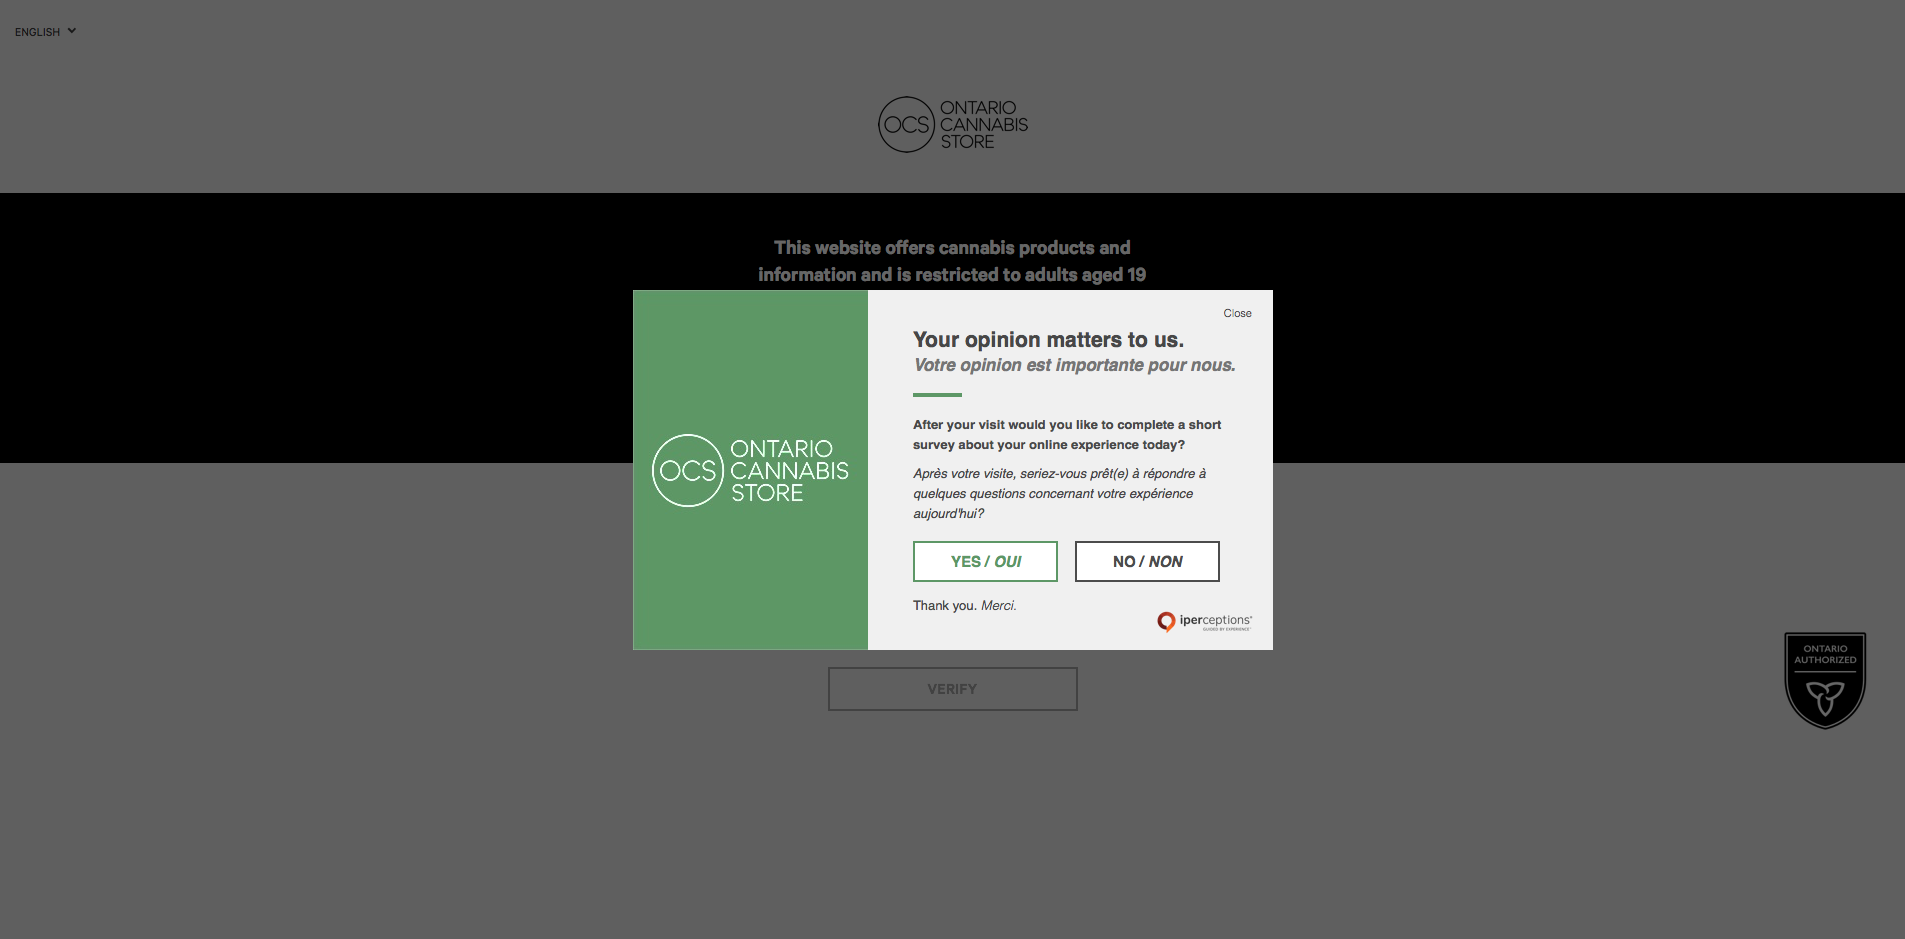 ENGLISH
OCS
ONTARIO
CANNABIS
STORE
This website offers cannabis products and
information and is restricted to adults aged 19
Close
Your opinion matters to us.
Votre opinion est importante pour nous.
After your visit would you like to complete a short
survey about your online experience today?
Après votre visite, seriez-vous prêt(e) à répondre à
quelques questions concernant votre expérience
aujourd'hui?
OCS
ONTARIO
CANNABIS
STORE
YES / OUI
NO / NON
Thank you. Merci.
iperceptions
GUIDED BY EXPERIENCE
VERIFY
ONTARIO
AUTHORIZED